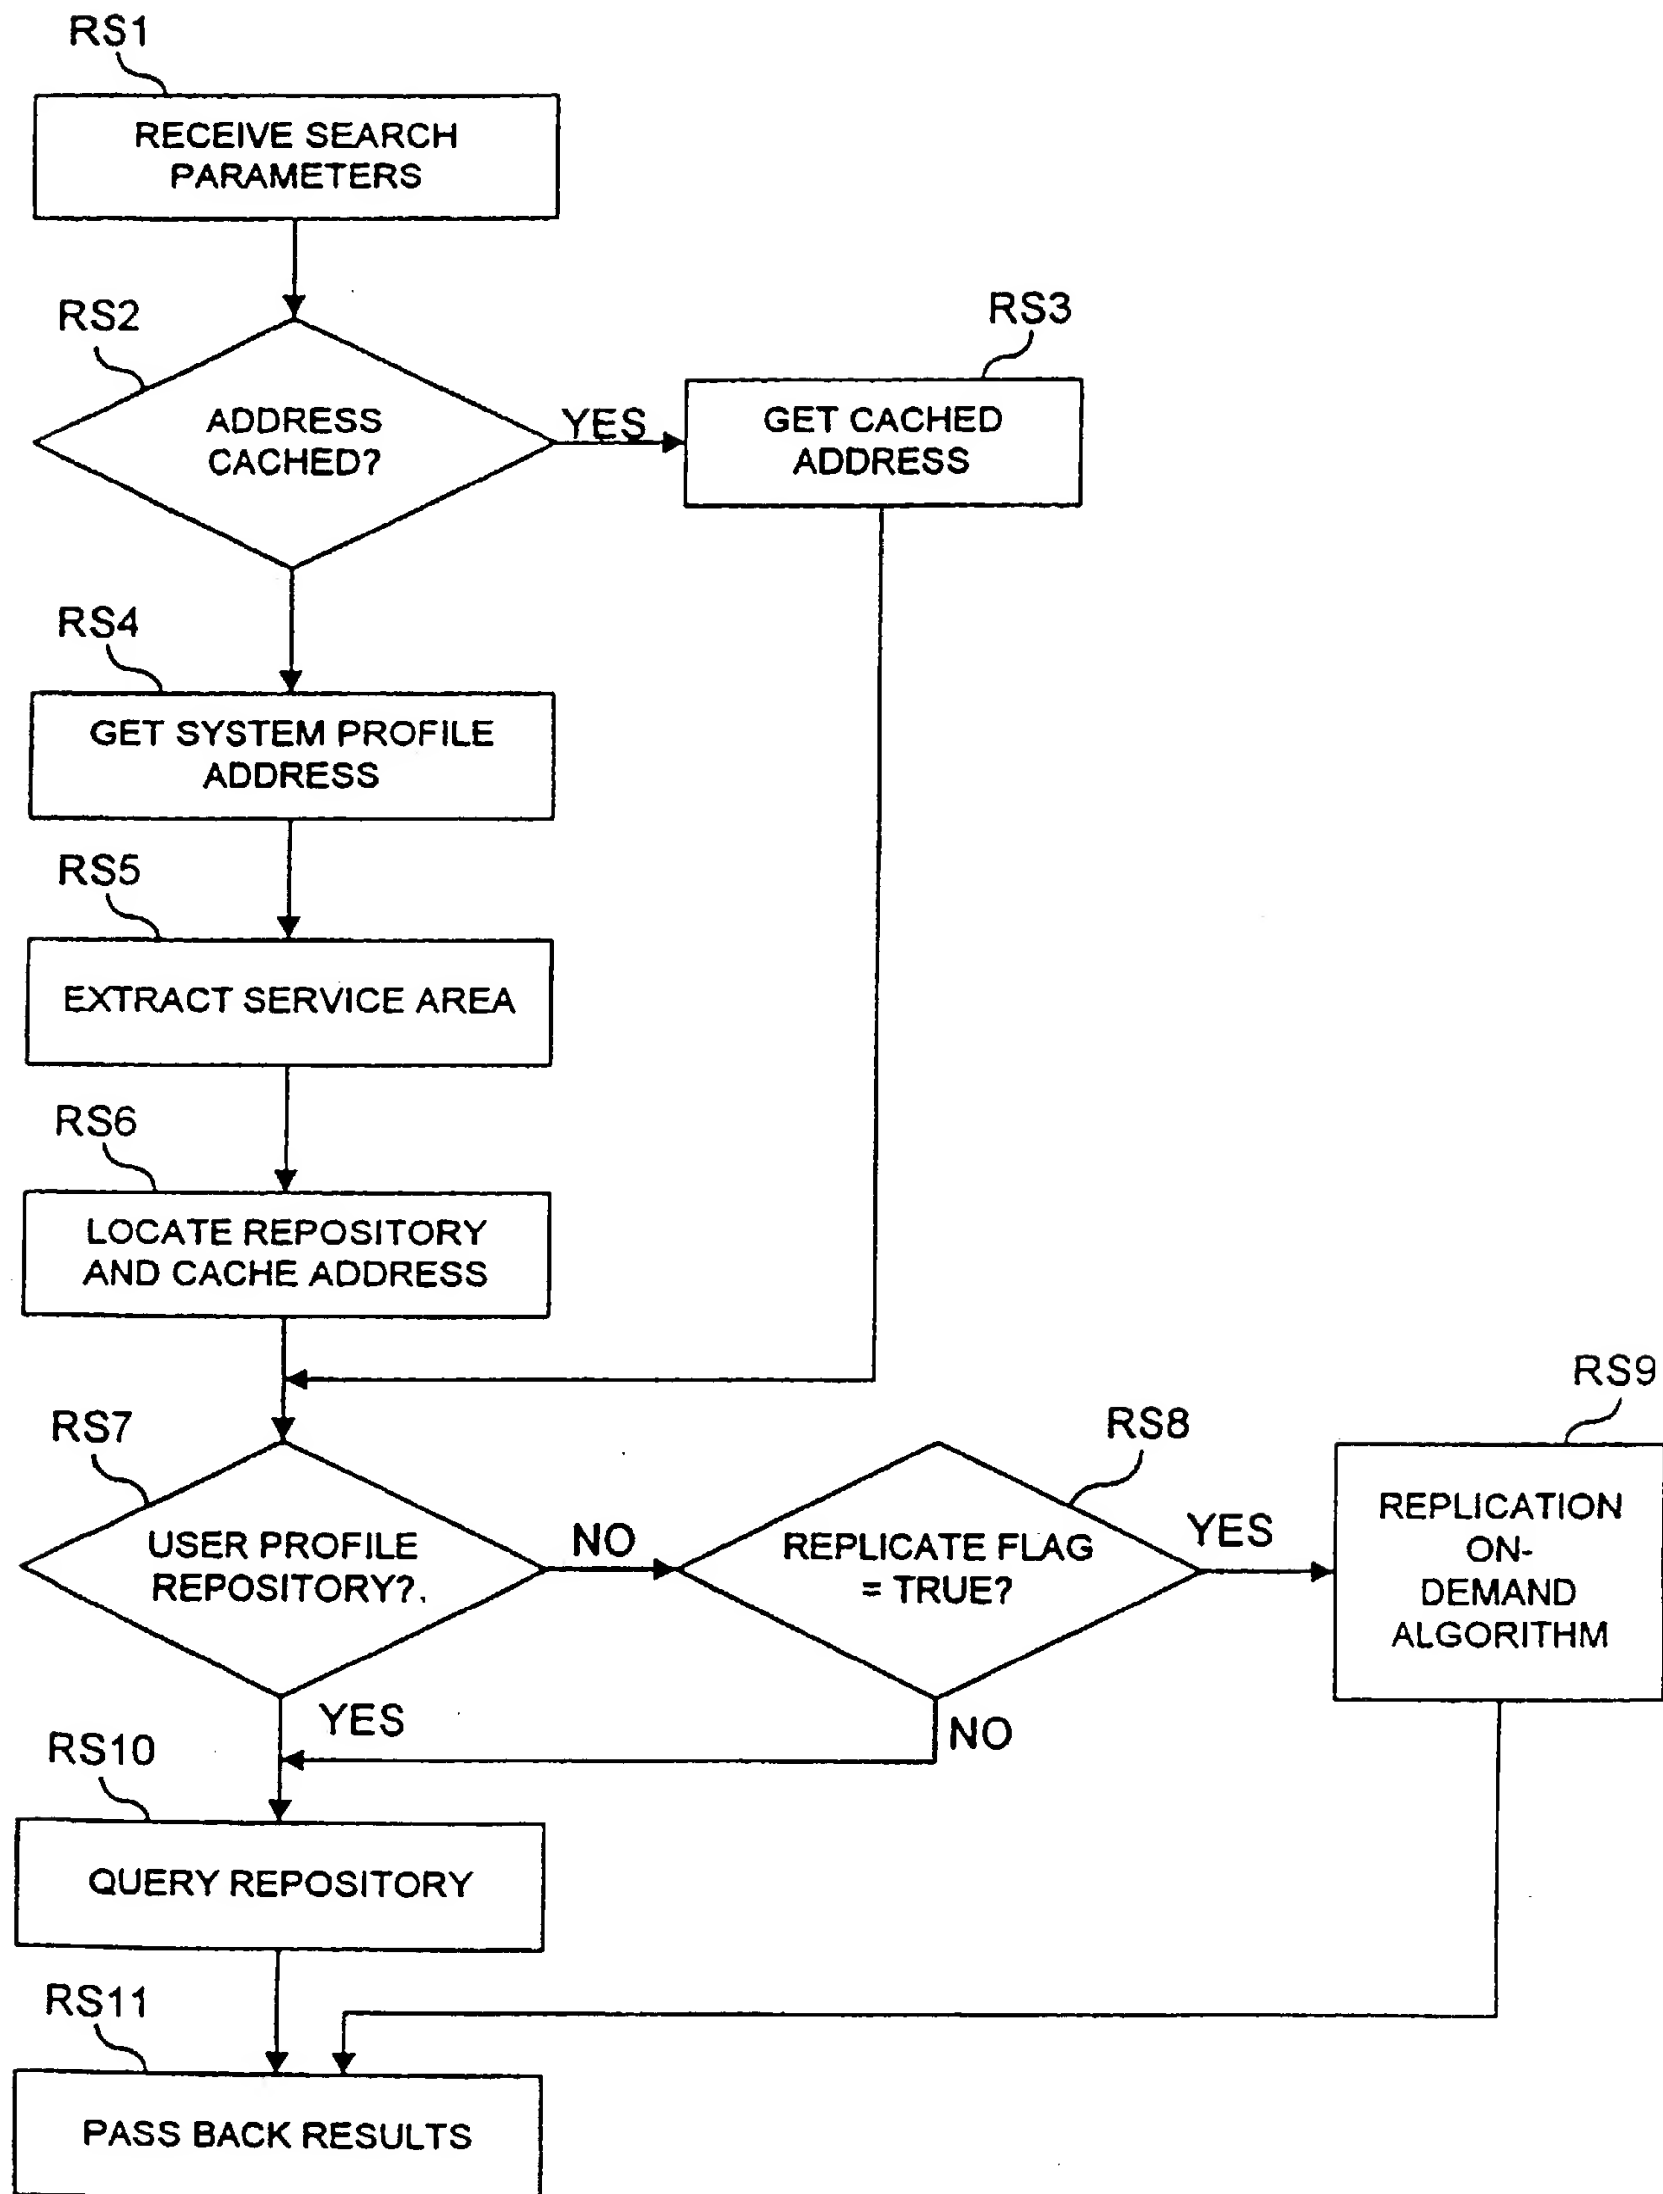 RS1
RECEIVE SEARCH
PARAMETERS
RS2
ADDRESS
CACHED?
YES
RS3
GET CACHED
ADDRESS
RS4
GET SYSTEM PROFILE
ADDRESS
RS5
EXTRACT SERVICE AREA
RS6
LOCATE REPOSITORY
AND CACHE ADDRESS
RS7
USER PROFILE
REPOSITORY?
NO
YES
RS8
REPLICATE FLAG
= TRUE?
YES
NO
RS9
REPLICATION
ON-
DEMAND
ALGORITHM
RS10
QUERY REPOSITORY
RS11
PASS BACK RESULTS